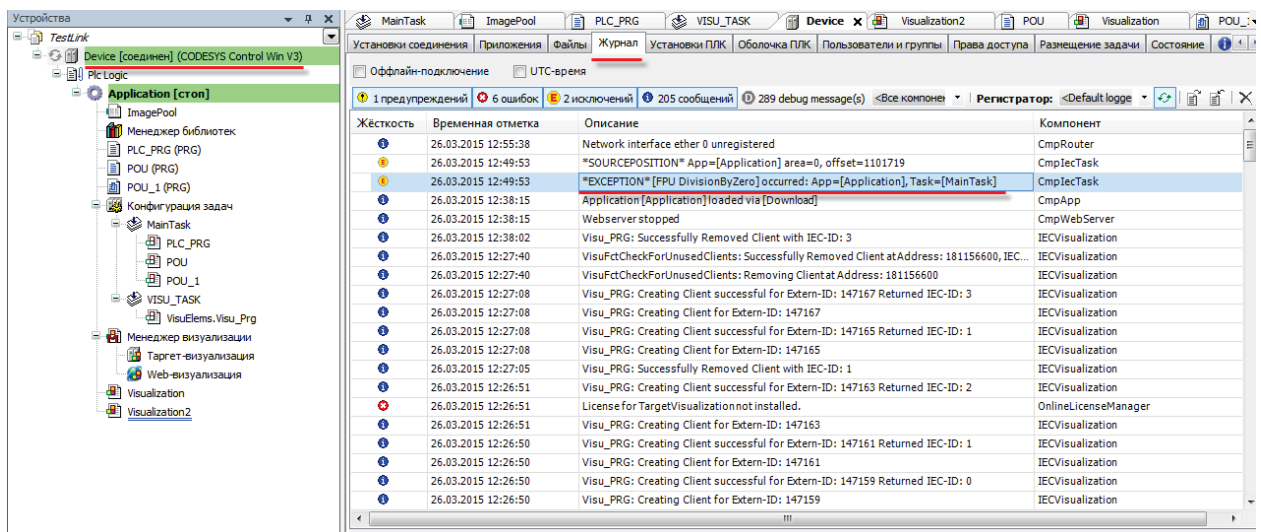 Устройства
TestLink
Device [соединен] (CODESYS Control Win V3)
Plc Logic
Application [стоп]
ImagePool
Менеджер библиотек
PLC_PRG (PRG)
POU (PRG)
POU_1 (PRG)
Конфигурация задач
MainTask
PLC_PRG
POU
POU_1
VISU_TASK
VisuElems.Visu_Prg
Менеджер визуализации
Таргет-визуализация
Web-визуализация
Visualization
Visualization2
MainTask ImagePool PLC_PRG VISU_TASK Device Visualization2 POU Visualization POU_1
Установки соединения Приложения Файлы Журнал Установки ПЛК Оболочка ПЛК Пользователи и группы Права доступа Размещение задачи Состояние
Оффлайн-подключение UTC-время
1 предупреждений 6 ошибок 2 исключений 205 сообщений 289 debug message(s) <Все компонен Регистратор: <Default logge
Жёсткость Временная отметка Описание Компонент
26.03.2015 12:55:38 Network interface ether 0 unregistered CmpRouter
26.03.2015 12:49:53 *SOURCEPOSITION* App=[Application] area=0, offset=1101719 CmpIecTask
26.03.2015 12:49:53 *EXCEPTION* [FPU DivisionByZero] occurred: App=[Application], Task=[MainTask] CmpIecTask
26.03.2015 12:38:15 Application [Application] loaded via [Download] CmpApp
26.03.2015 12:38:15 Webserver stopped CmpWebServer
26.03.2015 12:38:02 Visu_PRG: Successfully Removed Client with IEC-ID: 3 IECVisualization
26.03.2015 12:27:40 VisuFctCheckForUnusedClients: Successfully Removed Client at Address: 181156600, IEC... IECVisualization
26.03.2015 12:27:40 VisuFctCheckForUnusedClients: Removing Client at Address: 181156600 IECVisualization
26.03.2015 12:27:08 Visu_PRG: Creating Client successful for Extern-ID: 147167 Returned IEC-ID: 3 IECVisualization
26.03.2015 12:27:08 Visu_PRG: Creating Client for Extern-ID: 147167 IECVisualization
26.03.2015 12:27:08 Visu_PRG: Creating Client successful for Extern-ID: 147165 Returned IEC-ID: 1 IECVisualization
26.03.2015 12:27:08 Visu_PRG: Creating Client for Extern-ID: 147165 IECVisualization
26.03.2015 12:27:05 Visu_PRG: Successfully Removed Client with IEC-ID: 1 IECVisualization
26.03.2015 12:26:51 Visu_PRG: Creating Client successful for Extern-ID: 147163 Returned IEC-ID: 2 IECVisualization
26.03.2015 12:26:51 License for TargetVisualization not installed. OnlineLicenseManager
26.03.2015 12:26:51 Visu_PRG: Creating Client for Extern-ID: 147163 IECVisualization
26.03.2015 12:26:50 Visu_PRG: Creating Client successful for Extern-ID: 147161 Returned IEC-ID: 1 IECVisualization
26.03.2015 12:26:50 Visu_PRG: Creating Client for Extern-ID: 147161 IECVisualization
26.03.2015 12:26:50 Visu_PRG: Creating Client successful for Extern-ID: 147159 Returned IEC-ID: 0 IECVisualization
26.03.2015 12:26:50 Visu_PRG: Creating Client for Extern-ID: 147159 IECVisualization